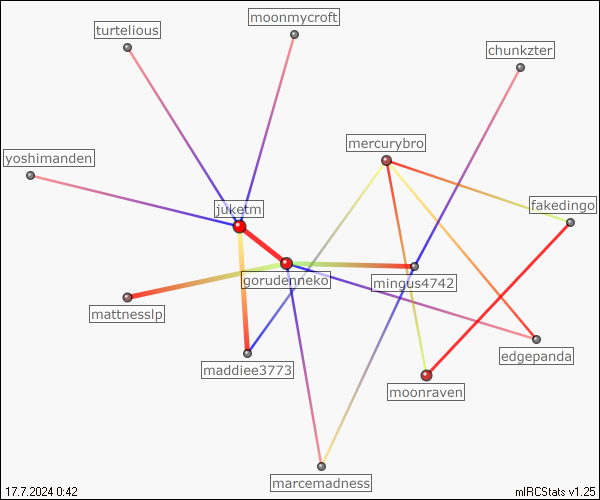 moonmycroft
turtelious
chunkzter
mercurybro
yoshimanden
fakedingo
juketm
gorudenneko
mingus4742
mattnesslp
edgepanda
maddiee3773
moonraven
marcemadness
17.7.2024 0:42
mIRCStats v1.25